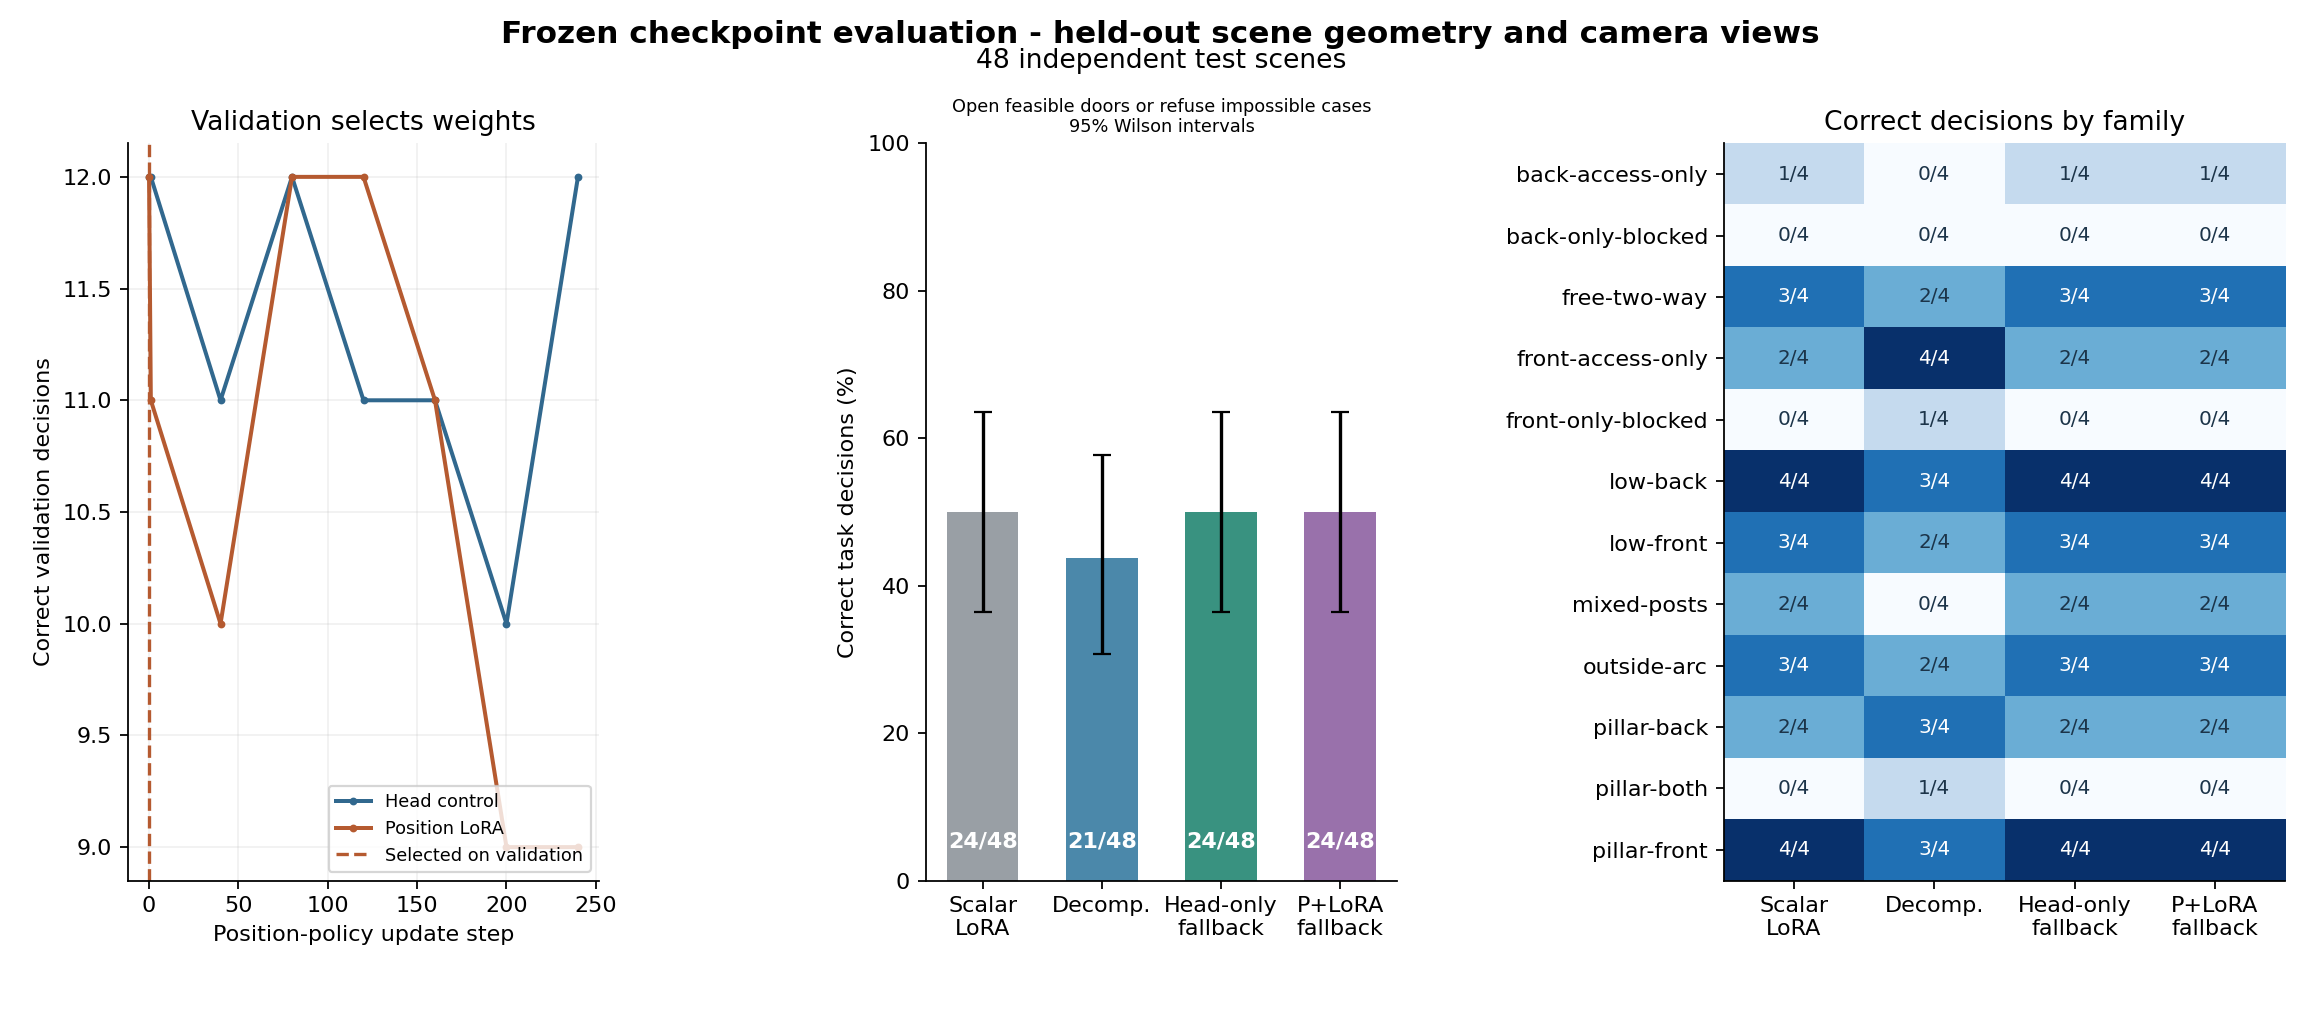 Frozen checkpoint evaluation - held-out scene geometry and camera views
48 independent test scenes
Validation selects weights
Correct validation decisions
12.0
11.5
11.0
10.5
10.0
9.5
9.0
Head control
Position LoRA
Selected on validation
0 50 100 150 200 250
Position-policy update step
Open feasible doors or refuse impossible cases
95% Wilson intervals
Correct task decisions (%)
100
80
60
40
20
0
24/48 21/48 24/48 24/48
Scalar LoRA
Decomp.
Head-only fallback
P+LoRA fallback
Correct decisions by family
back-access-only 1/4 0/4 1/4 1/4
back-only-blocked 0/4 0/4 0/4 0/4
free-two-way 3/4 2/4 3/4 3/4
front-access-only 2/4 4/4 2/4 2/4
front-only-blocked 0/4 1/4 0/4 0/4
low-back 4/4 3/4 4/4 4/4
low-front 3/4 2/4 3/4 3/4
mixed-posts 2/4 0/4 2/4 2/4
outside-arc 3/4 2/4 3/4 3/4
pillar-back 2/4 3/4 2/4 2/4
pillar-both 0/4 1/4 0/4 0/4
pillar-front 4/4 3/4 4/4 4/4
Scalar LoRA
Decomp.
Head-only fallback
P+LoRA fallback